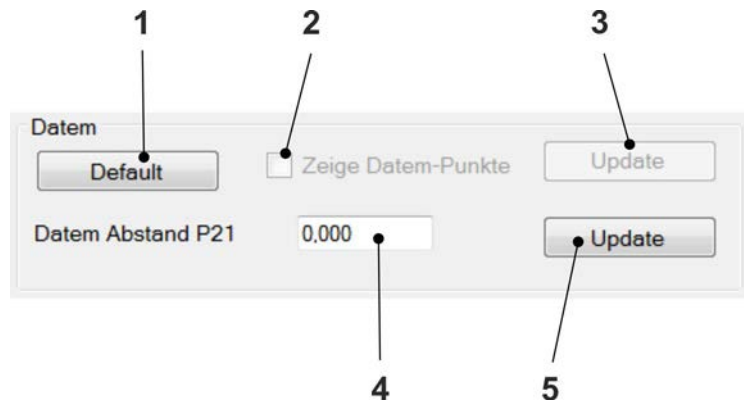 1 2 3
Datem
Default Zeige Datem-Punkte Update
Datem Abstand P21 0,000 Update
4 5